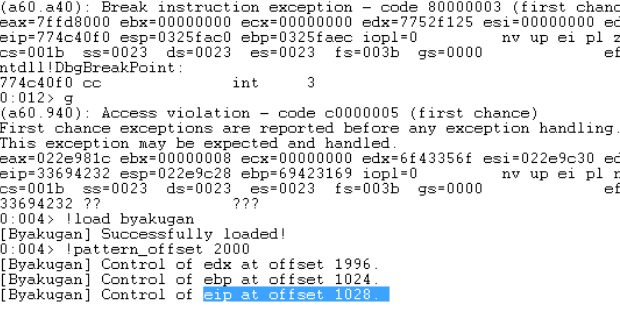 (a60.a40): Break instruction exception - code 80000003 (first chanc
eax=7ffd8000 ebx=00000000 ecx=00000000 edx=7752f125 esi=00000000 ed
eip=774c40f0 esp=0325fac0 ebp=0325faec iopl=0         nv up ei pl z
cs=001b  ss=0023  ds=0023  es=0023  fs=003b  gs=0000             ef
ntdll!DbgBreakPoint:
774c40f0 cc              int     3
0:012> g
(a60.940): Access violation - code c0000005 (first chance)
First chance exceptions are reported before any exception handling.
This exception may be expected and handled.
eax=022e981c ebx=00000008 ecx=00000000 edx=6f43356f esi=022e9c30 ed
eip=33694232 esp=022e9c28 ebp=69423169 iopl=0         nv up ei pl n
cs=001b  ss=0023  ds=0023  es=0023  fs=003b  gs=0000             ef
33694232 ??              ???
0:004> !load byakugan
[Byakugan] Successfully loaded!
0:004> !pattern_offset 2000
[Byakugan] Control of edx at offset 1996.
[Byakugan] Control of ebp at offset 1024.
[Byakugan] Control of eip at offset 1028.